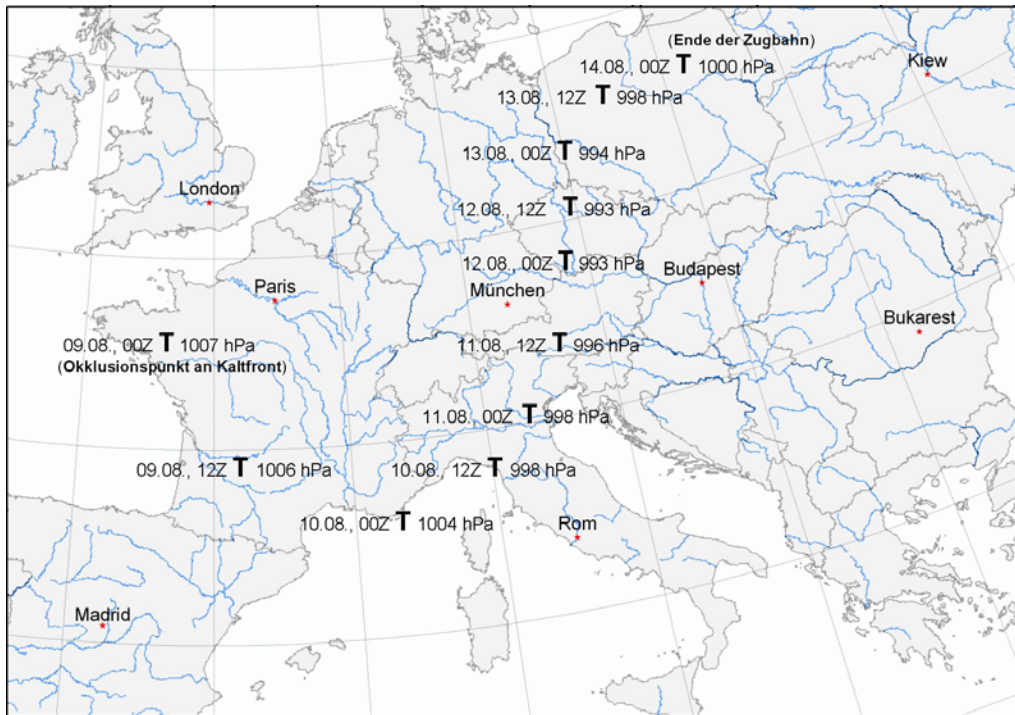 (Ende der Zugbahn)
14.08., 00Z T 1000 hPa
Kiew
13.08., 12Z T 998 hPa
13.08., 00Z T 994 hPa
London
12.08., 12Z T 993 hPa
12.08., 00Z T 993 hPa
Budapest
Paris
München
Bukarest
09.08., 00Z T 1007 hPa
(Okklusionspunkt an Kaltfront)
11.08., 12Z T 996 hPa
11.08., 00Z T 998 hPa
09.08., 12Z T 1006 hPa
10.08., 12Z T 998 hPa
10.08., 00Z T 1004 hPa
Rom
Madrid